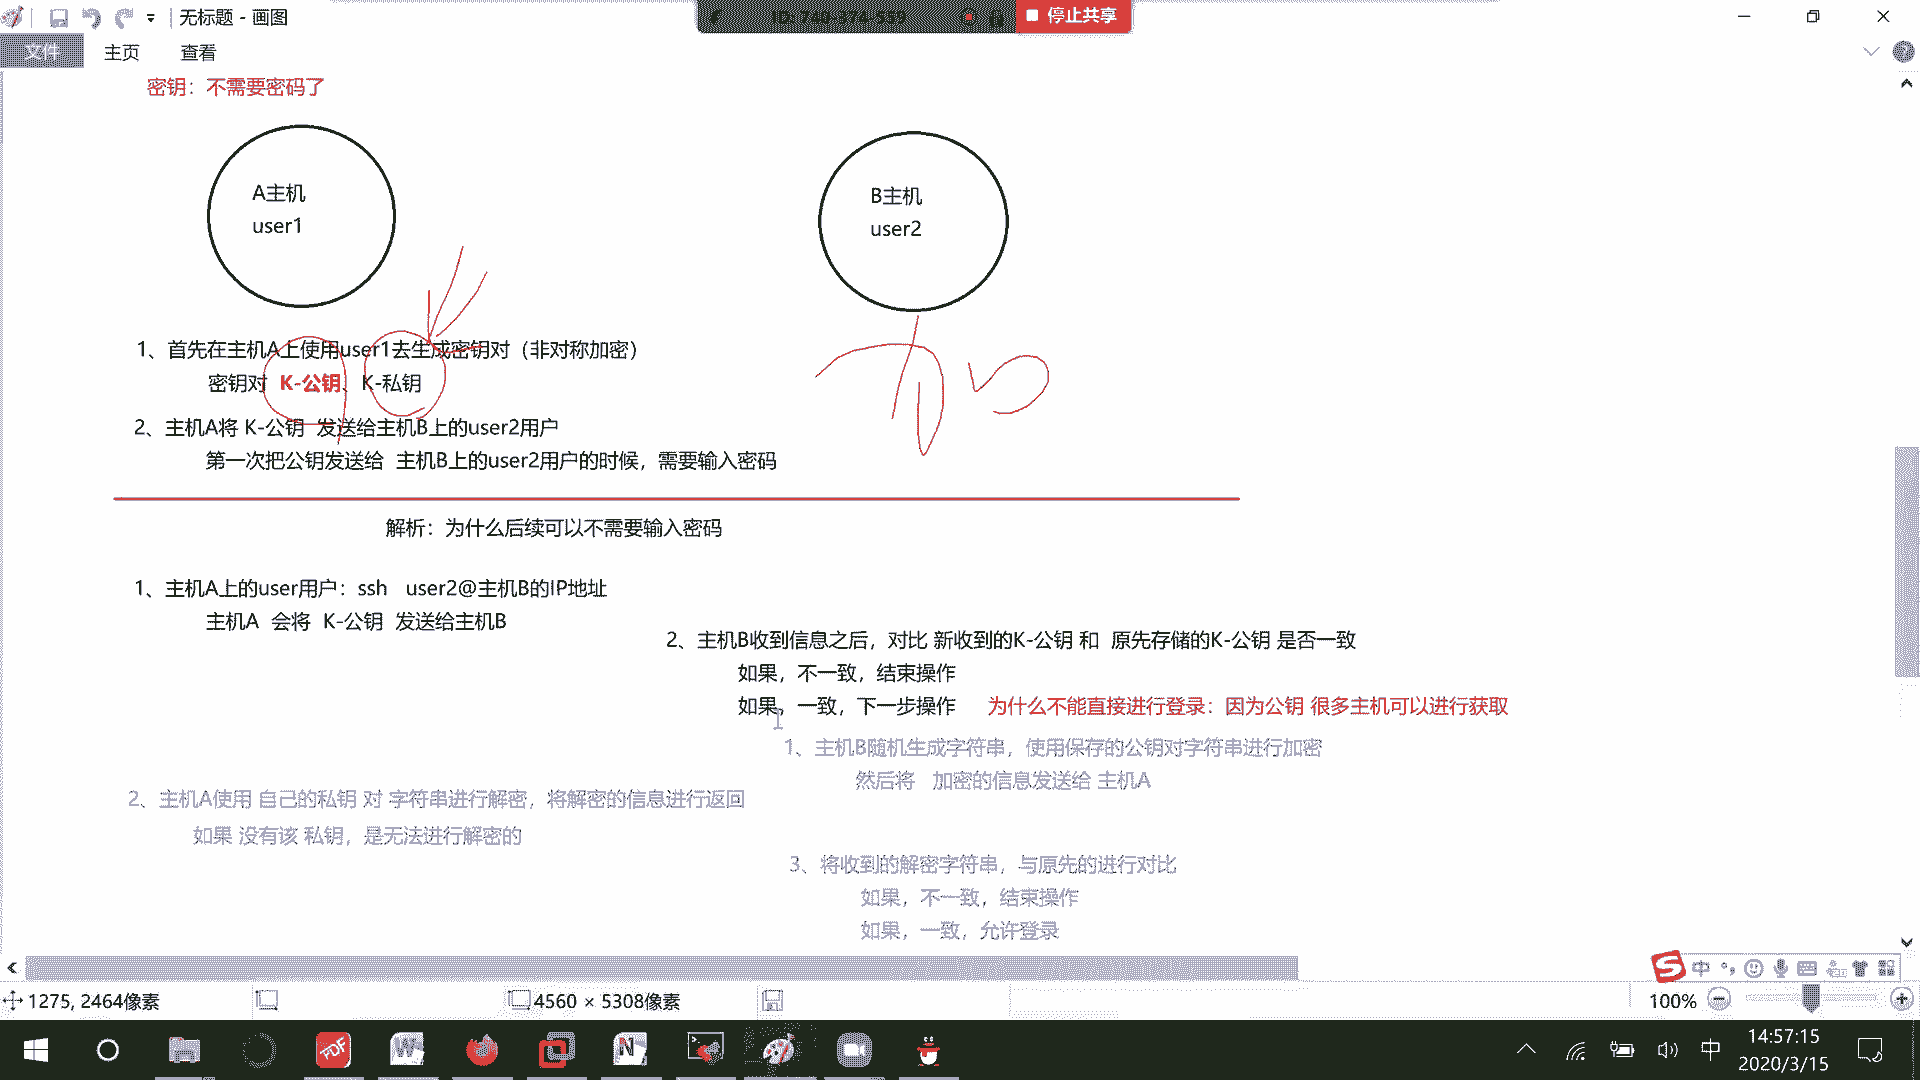 无标题 - 画图
ID: 740-374-559
停止共享
文件 主页 查看
密钥：不需要密码了
A主机
user1
B主机
user2
1、首先在主机A上使用user1去生成密钥对（非对称加密）
密钥对 K-公钥、K-私钥
2、主机A将 K-公钥 发送给主机B上的user2用户
第一次把公钥发送给 主机B上的user2用户的时候，需要输入密码
解析：为什么后续可以不需要输入密码
1、主机A上的user用户：ssh user2@主机B的IP地址
主机A 会将 K-公钥 发送给主机B
2、主机B收到信息之后，对比 新收到的K-公钥 和 原先存储的K-公钥 是否一致
如果，不一致，结束操作
如果，一致，下一步操作 为什么不能直接进行登录：因为公钥 很多主机可以进行获取
1、主机B随机生成字符串，使用保存的公钥对字符串进行加密
然后将 加密的信息发送给 主机A
2、主机A使用 自己的私钥 对 字符串进行解密，将解密的信息进行返回
如果 没有该 私钥，是无法进行解密的
3、将收到的解密字符串，与原先的进行对比
如果，不一致，结束操作
如果，一致，允许登录
中
1275, 2464像素
4560 × 5308像素
100%
中
14:57:15
2020/3/15